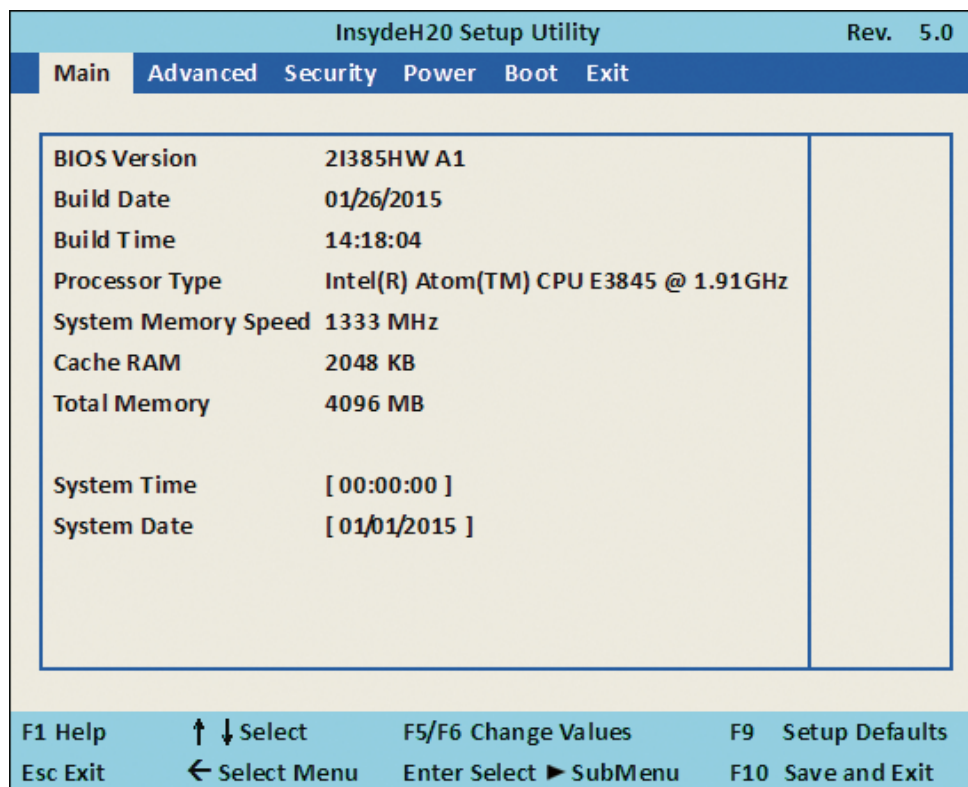 InsydeH20 Setup Utility Rev. 5.0
Main Advanced Security Power Boot Exit
BIOS Version 2I385HW A1
Build Date 01/26/2015
Build Time 14:18:04
Processor Type Intel(R) Atom(TM) CPU E3845 @ 1.91GHz
System Memory Speed 1333 MHz
Cache RAM 2048 KB
Total Memory 4096 MB
System Time [ 00:00:00 ]
System Date [ 01/01/2015 ]
F1 Help ↑ ↓ Select F5/F6 Change Values F9 Setup Defaults
Esc Exit ← Select Menu Enter Select ► SubMenu F10 Save and Exit